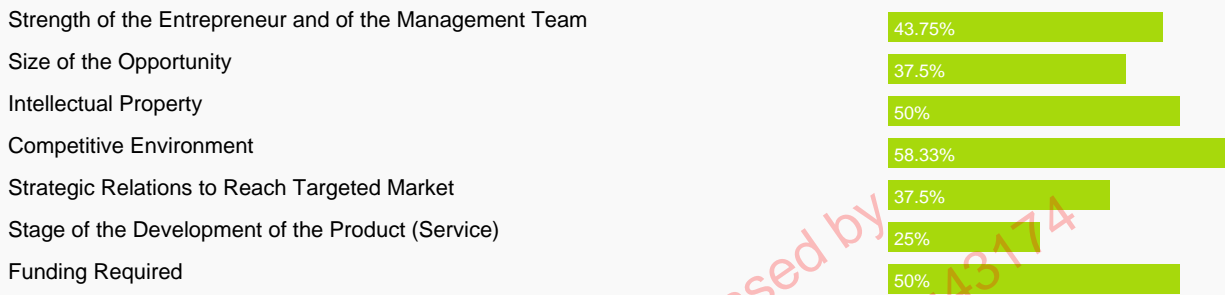 Strength of the Entrepreneur and of the Management Team 43.75%
Size of the Opportunity 37.5%
Intellectual Property 50%
Competitive Environment 58.33%
Strategic Relations to Reach Targeted Market 37.5%
Stage of the Development of the Product (Service) 25%
Funding Required 50%